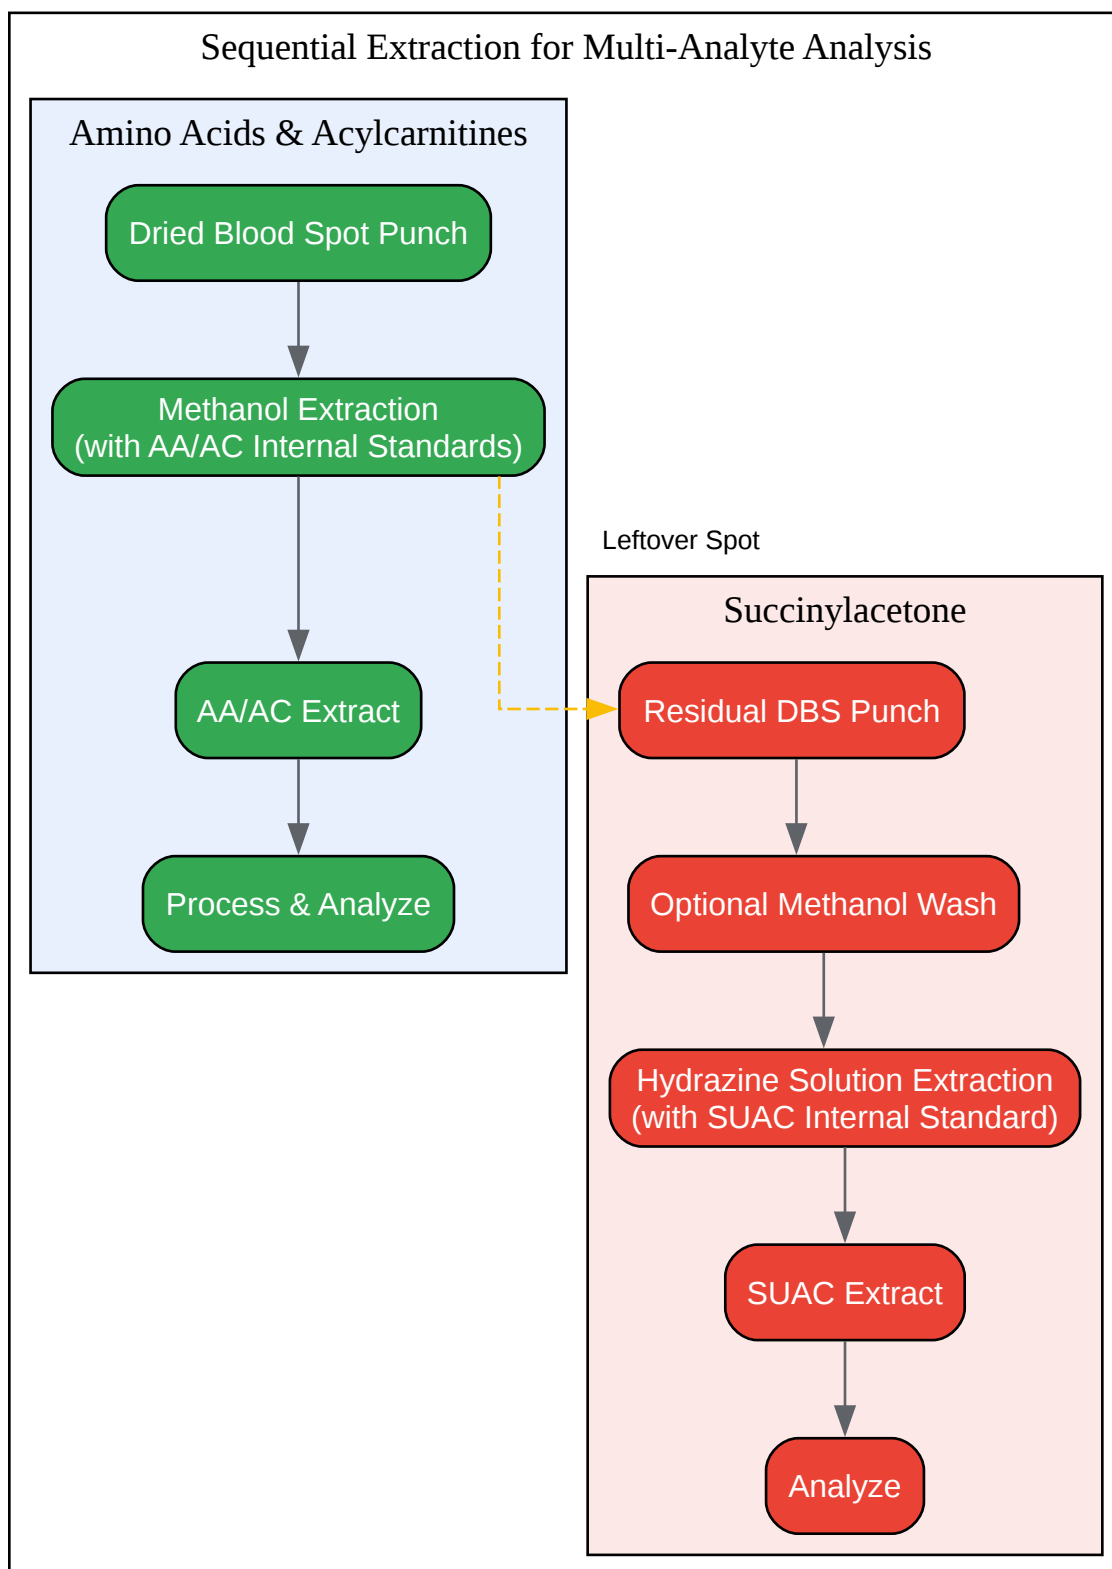 Sequential Extraction for Multi-Analyte Analysis
Amino Acids & Acylcarnitines
Dried Blood Spot Punch
Methanol Extraction
(with AA/AC Internal Standards)
AA/AC Extract
Process & Analyze
Leftover Spot
Succinylacetone
Residual DBS Punch
Optional Methanol Wash
Hydrazine Solution Extraction
(with SUAC Internal Standard)
SUAC Extract
Analyze